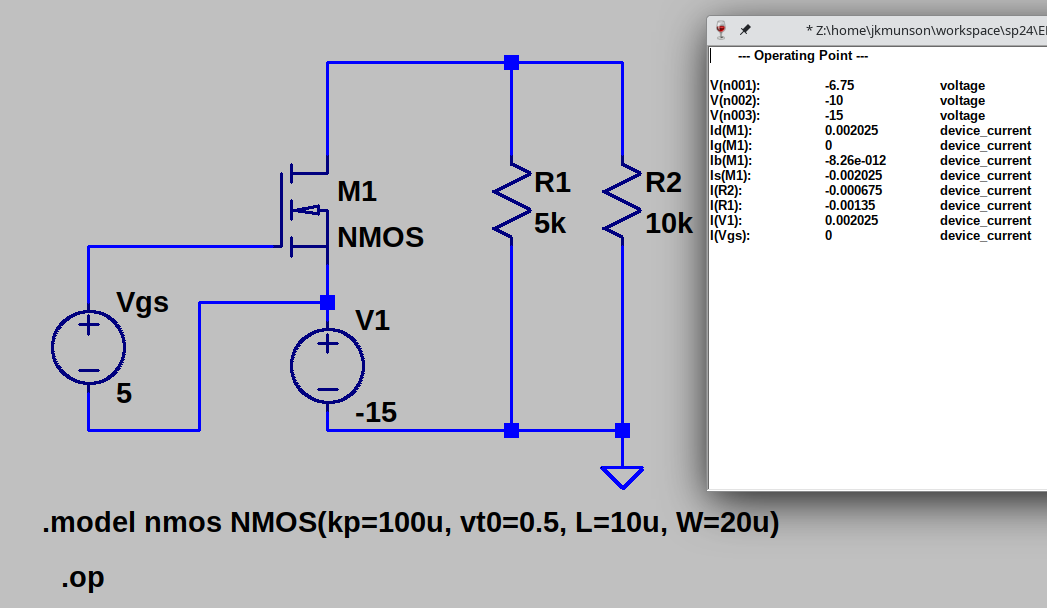 * Z:\home\jkmunson\workspace\sp24\E
--- Operating Point ---
V(n001): -6.75 voltage
V(n002): -10 voltage
V(n003): -15 voltage
Id(M1): 0.002025 device_current
Ig(M1): 0 device_current
Ib(M1): -8.26e-012 device_current
Is(M1): -0.002025 device_current
I(R2): -0.000675 device_current
I(R1): -0.00135 device_current
I(V1): 0.002025 device_current
I(Vgs): 0 device_current
M1
NMOS
R1
5k
R2
10k
Vgs
5
V1
-15
.model nmos NMOS(kp=100u, vt0=0.5, L=10u, W=20u)
.op